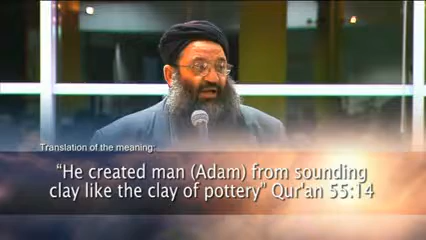 Translation of the meaning:
“He created man (Adam) from sounding
clay like the clay of pottery” Qur'an 55:14